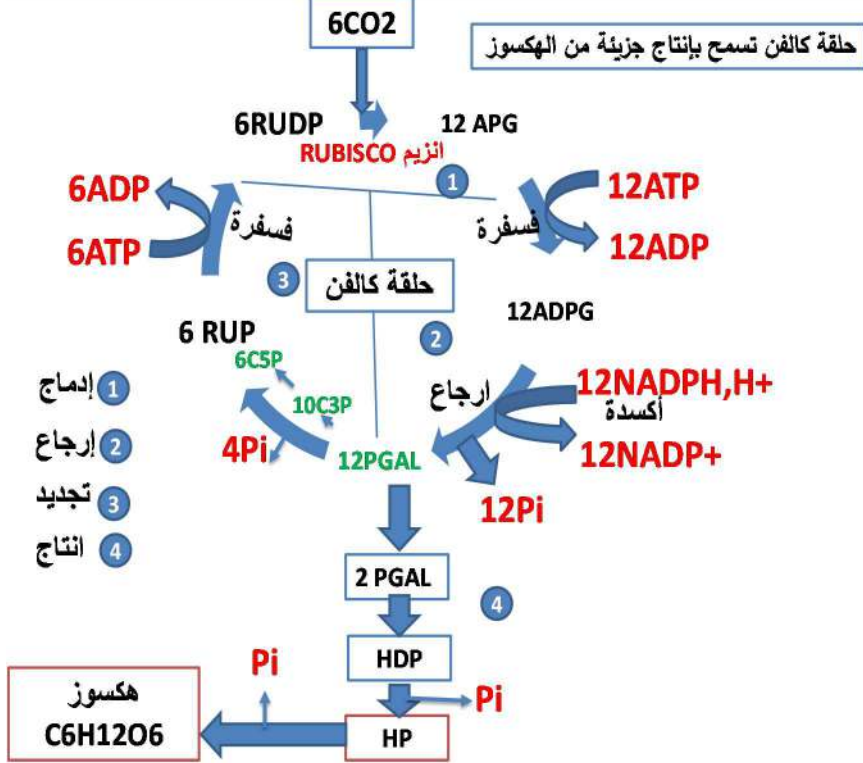 6CO2
حلقة كالفن تسمح بإنتاج جزيئة من الهكسوز
6RUDP
12 APG
انزيم RUBISCO
1
6ADP
6ATP
فسفرة
فسفرة
12ATP
12ADP
3
حلقة كالفن
2
12ADPG
6 RUP
6C5P
10C3P
4Pi
12PGAL
ارجاع
12NADPH,H+
أكسدة
12NADP+
12Pi
1 إدماج
2 إرجاع
3 تجديد
4 انتاج
2 PGAL
4
HDP
Pi
Pi
هكسوز
C6H12O6
HP